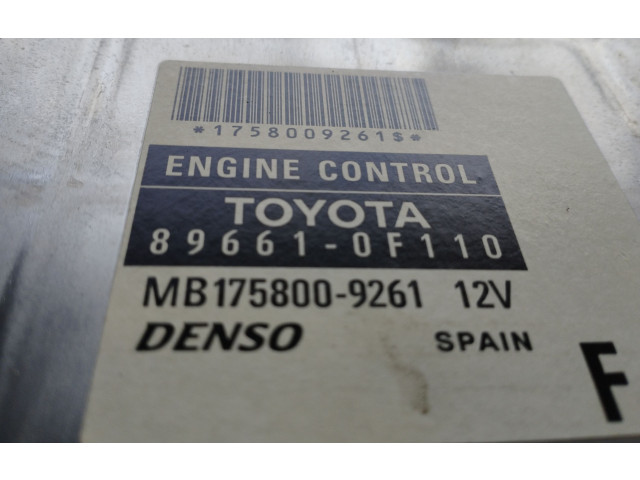 *1758009261$*
ENGINE CONTROL
TOYOTA
89661-0F110
MB175800-9261 12V
DENSO SPAIN
F